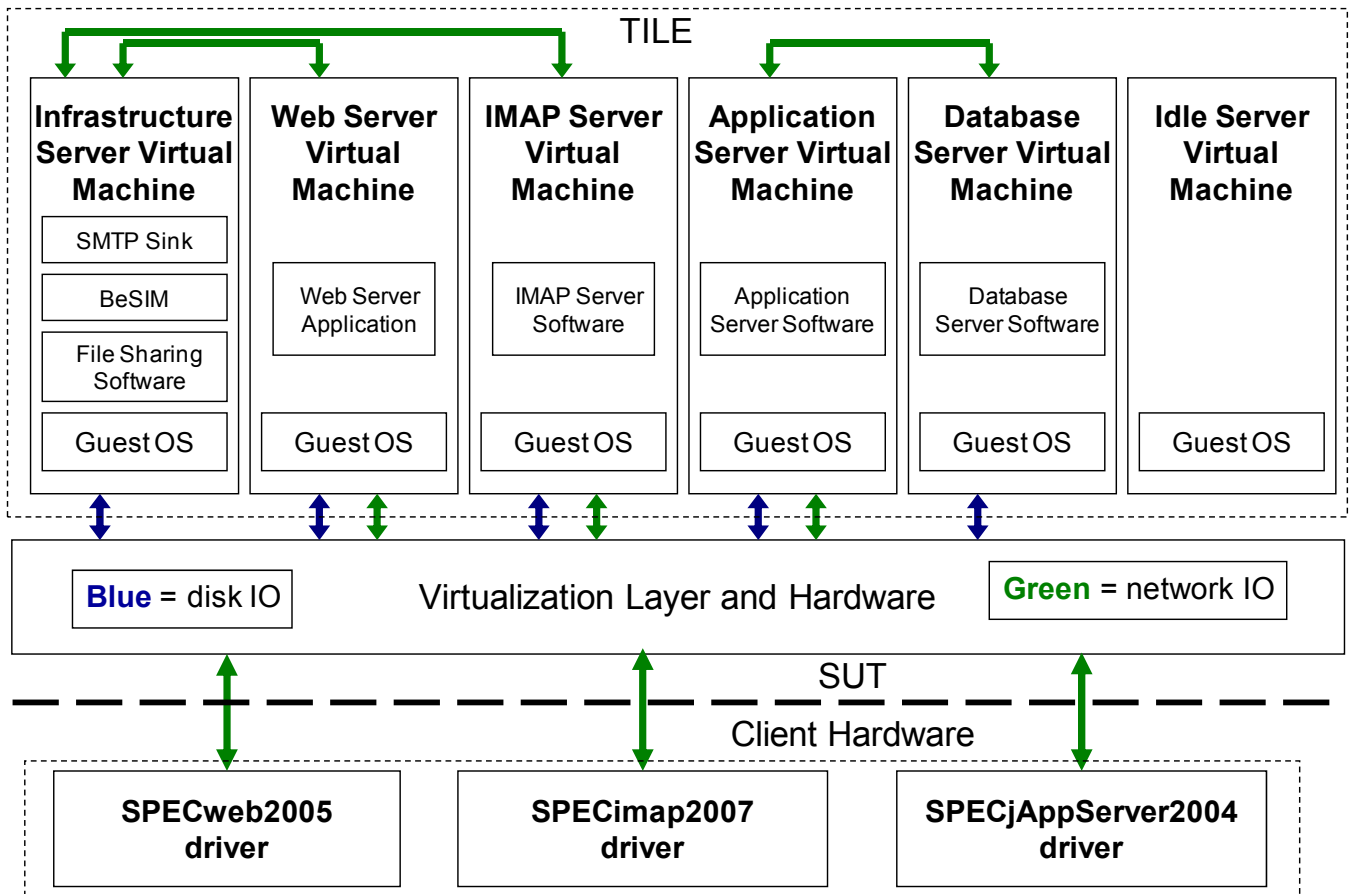 TILE
Infrastructure
Server Virtual
Machine
SMTP Sink
BeSIM
File Sharing
Software
Guest OS
Web Server
Virtual
Machine
Web Server
Application
Guest OS
IMAP Server
Virtual
Machine
IMAP Server
Software
Guest OS
Application
Server Virtual
Machine
Application
Server Software
Guest OS
Database
Server Virtual
Machine
Database
Server Software
Guest OS
Idle Server
Virtual
Machine
Guest OS
Blue = disk IO
Virtualization Layer and Hardware
Green = network IO
SUT
Client Hardware
SPECweb2005
driver
SPECimap2007
driver
SPECjAppServer2004
driver